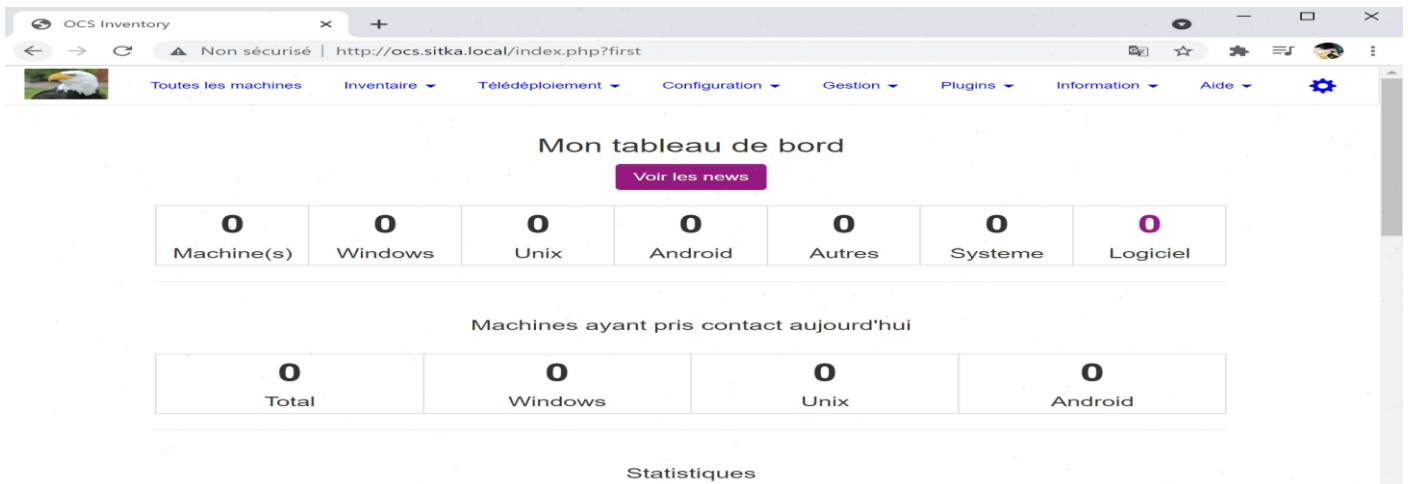 OCS Inventory
Non sécurisé | http://ocs.sitka.local/index.php?first
Toutes les machines Inventaire Télédéploiement Configuration Gestion Plugins Information Aide
Mon tableau de bord
Voir les news
0 0 0 0 0 0 0
Machine(s) Windows Unix Android Autres Systeme Logiciel
Machines ayant pris contact aujourd'hui
0 0 0 0
Total Windows Unix Android
Statistiques